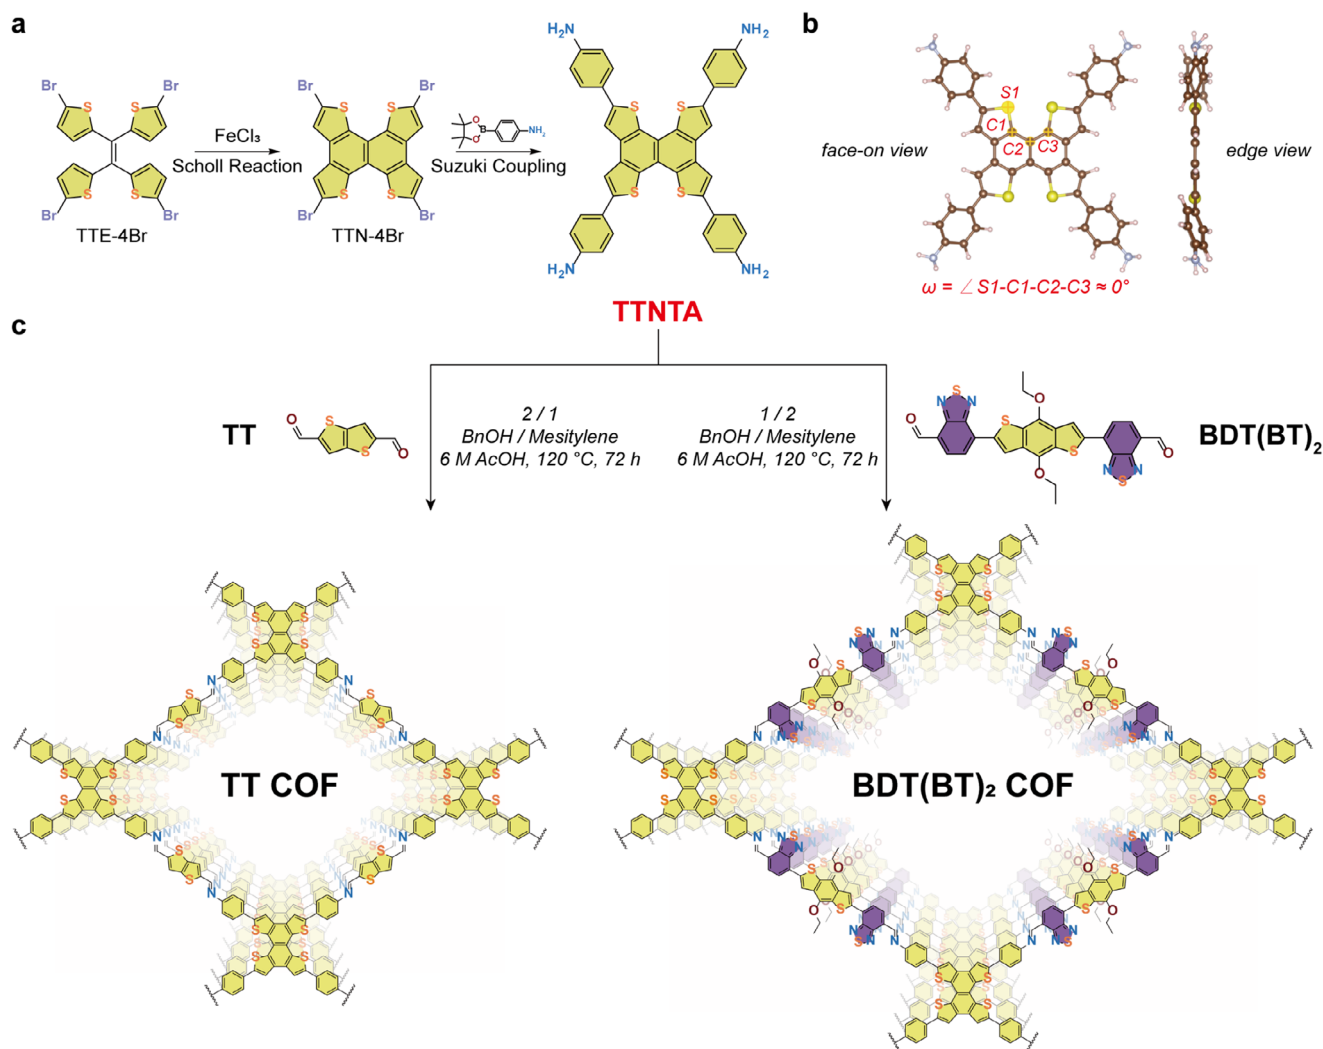 a
b
Br
Br
S
S
S
S
Br
Br
TTE-4Br
FeCl₃
Scholl Reaction
Br
Br
S
S
S
S
Br
Br
TTN-4Br
O
B
O
NH₂
Suzuki Coupling
H₂N
NH₂
S
S
S
S
H₂N
NH₂
TTNTA
face-on view
S1
C1
C2
C3
edge view
ω = ∠ S1-C1-C2-C3 ≈ 0°
c
TT
O
S
S
O
2 / 1
BnOH / Mesitylene
6 M AcOH, 120 °C, 72 h
1 / 2
BnOH / Mesitylene
6 M AcOH, 120 °C, 72 h
O
N
S
N
S
O
O
S
N
S
N
O
BDT(BT)₂
TT COF
BDT(BT)₂ COF